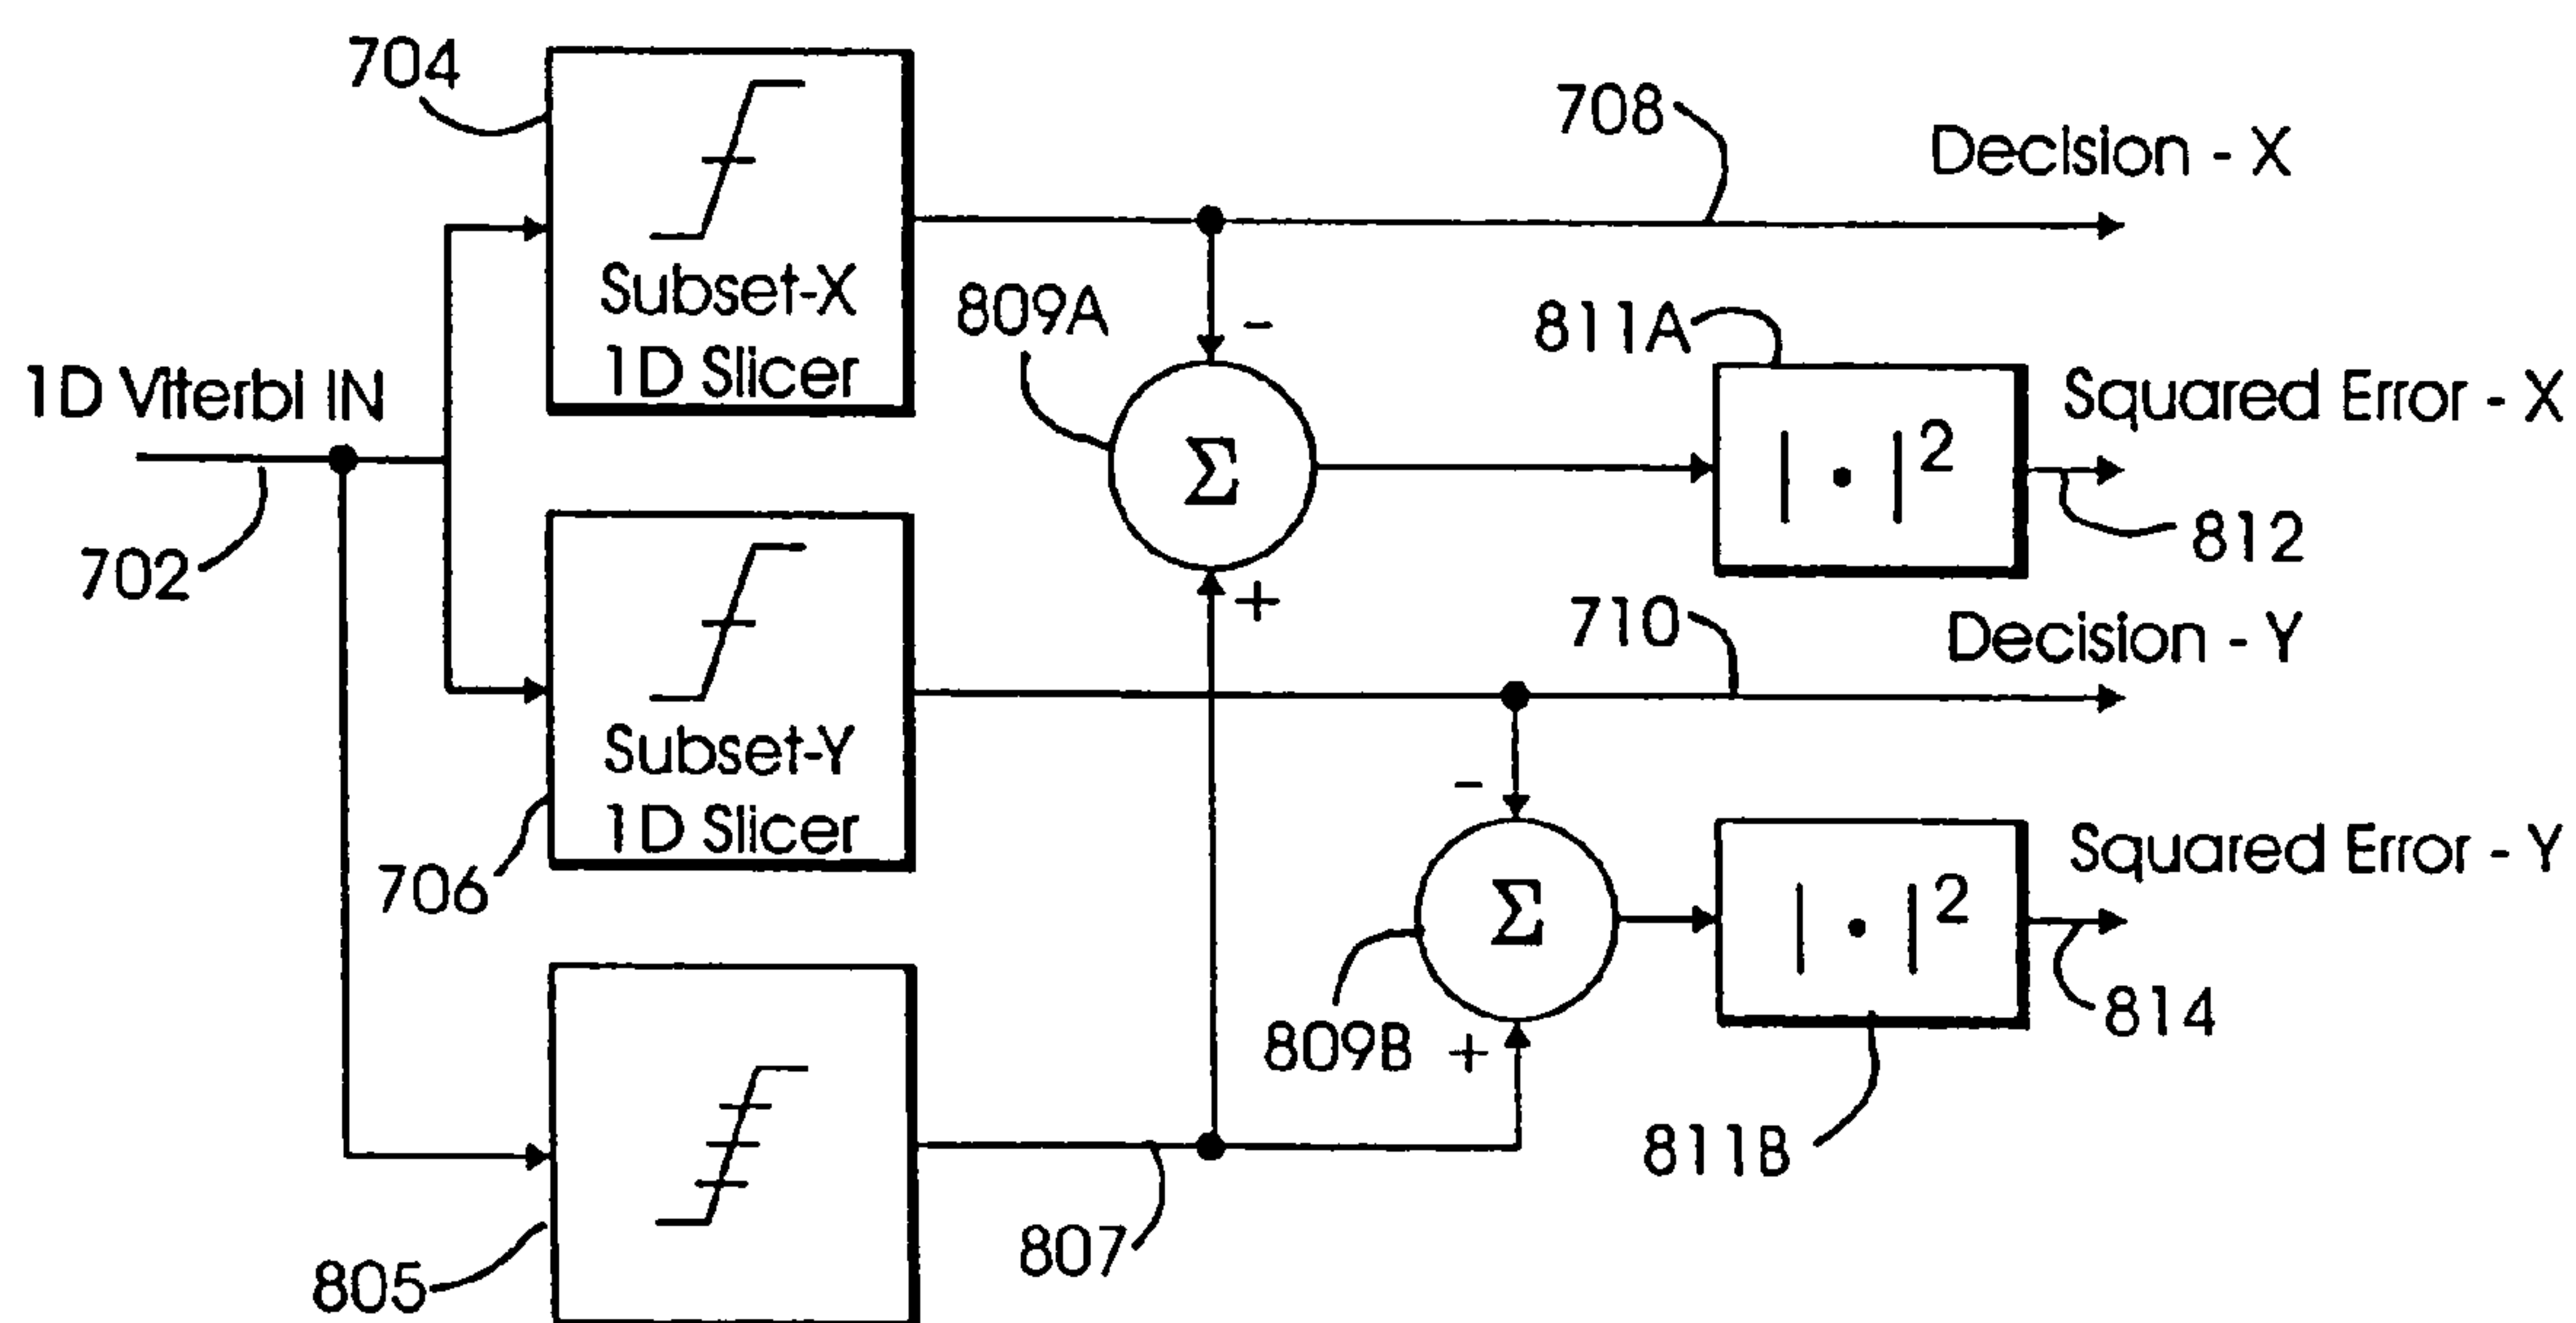 704
708
Decision - X
Subset-X
1D Slicer
809A
811A
1D Viterbi IN
Σ
| • |²
Squared Error - X
702
812
-
+
710
Decision - Y
Subset-Y
1D Slicer
706
-
Σ
| • |²
Squared Error - Y
809B
+
814
811B
807
805